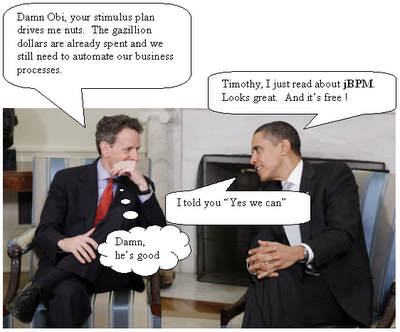 Damn Obi, your stimulus plan
drives me nuts.  The gazillion
dollars are already spent and we
still need to automate our business
processes.
Timothy, I just read about jBPM.
Looks great.  And it's free !
I told you "Yes we can"
Damn,
he's good